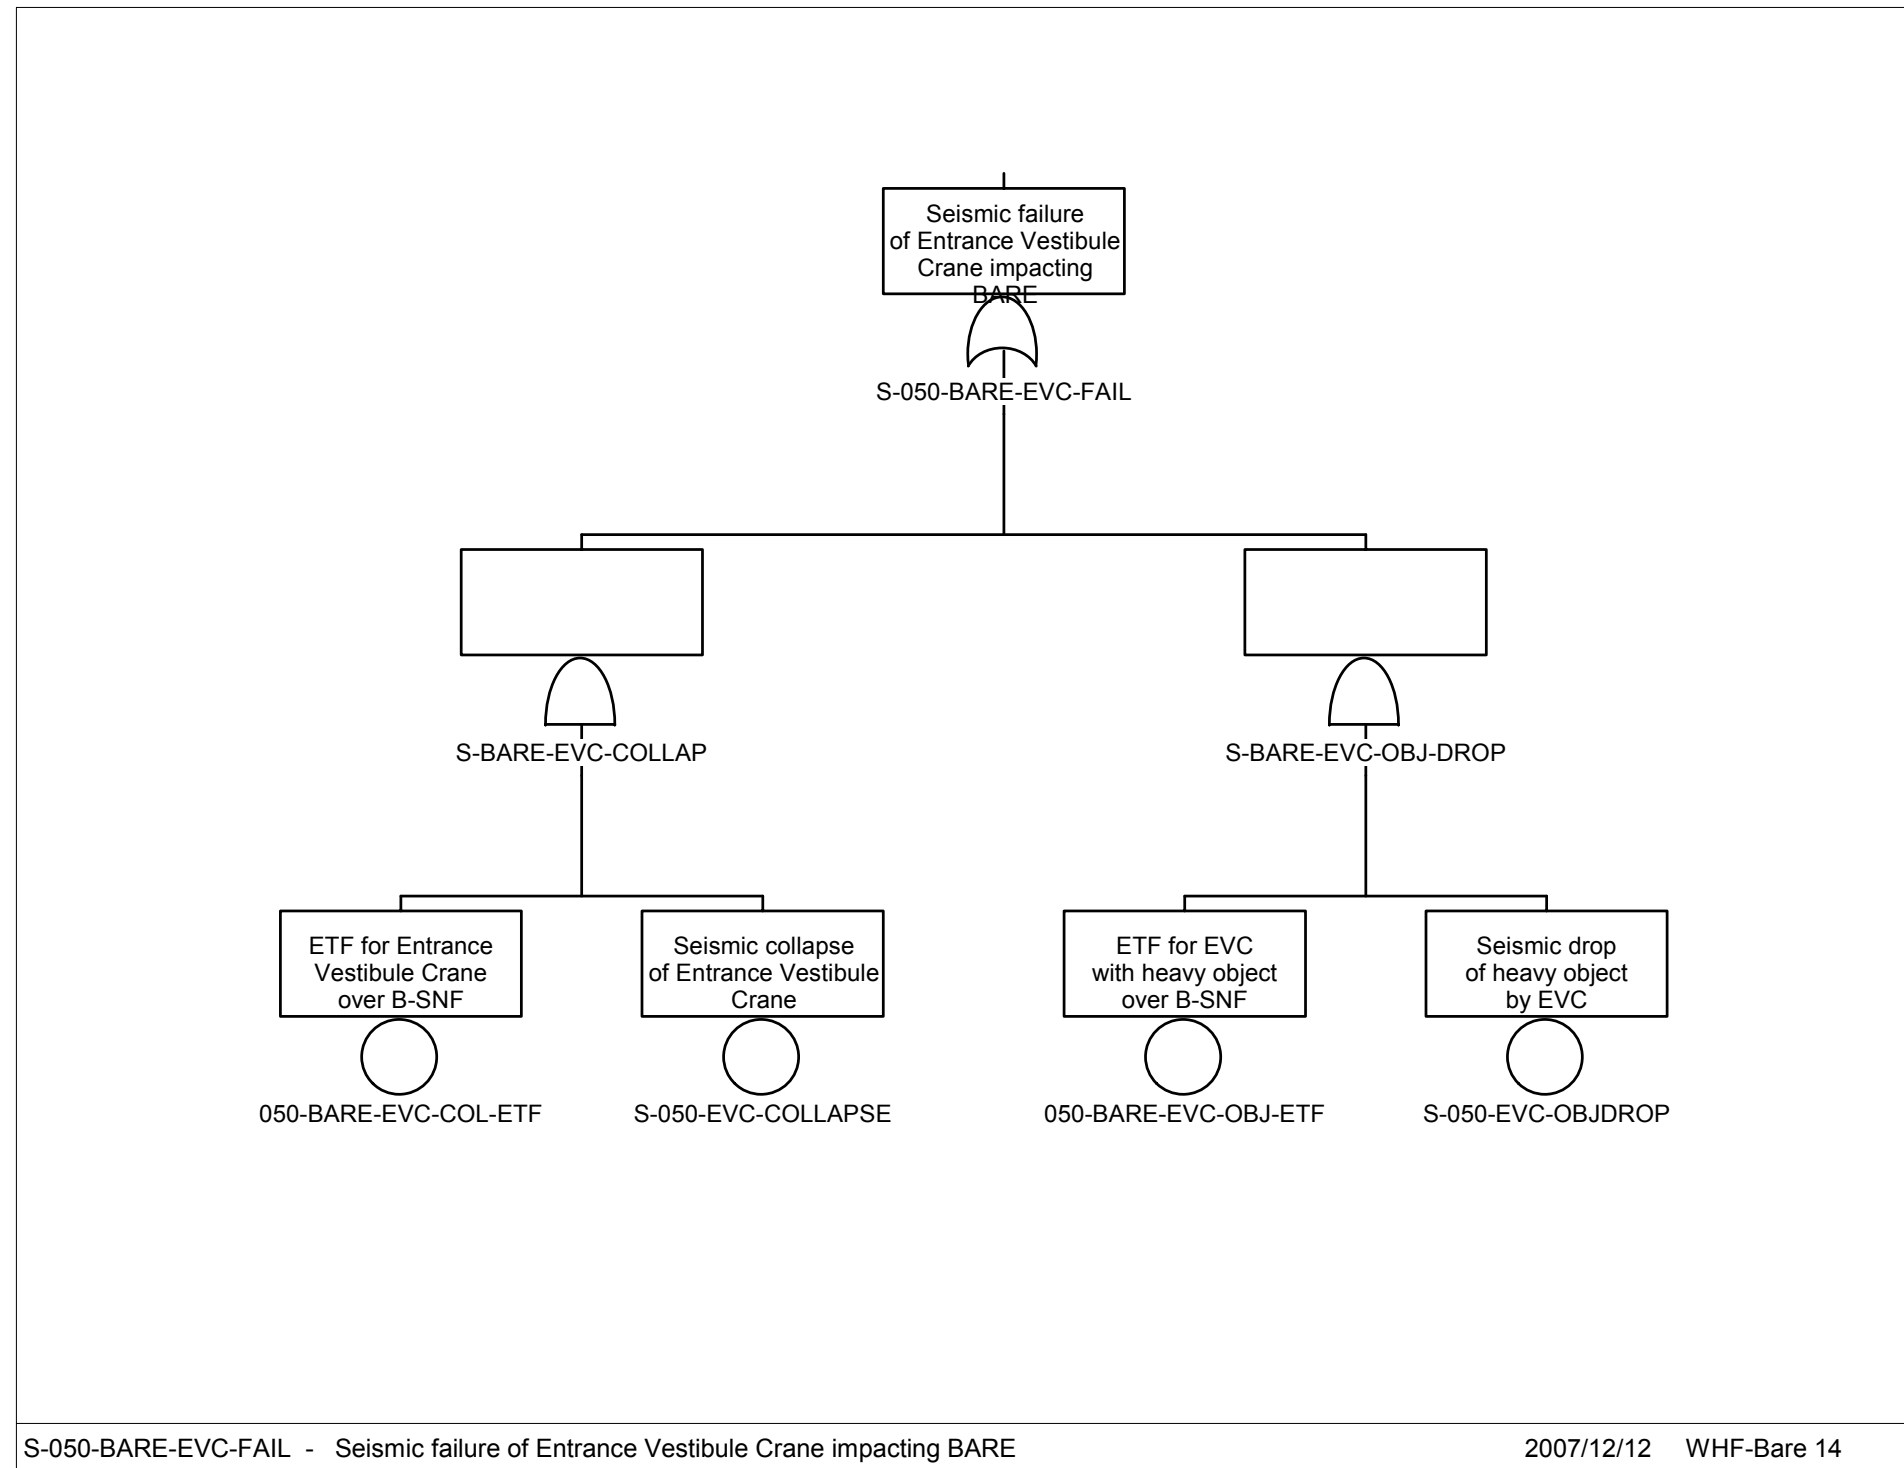 Seismic failure
of Entrance Vestibule
Crane impacting
BARE
S-050-BARE-EVC-FAIL
S-BARE-EVC-COLLAP
S-BARE-EVC-OBJ-DROP
ETF for Entrance
Vestibule Crane
over B-SNF
050-BARE-EVC-COL-ETF
Seismic collapse
of Entrance Vestibule
Crane
S-050-EVC-COLLAPSE
ETF for EVC
with heavy object
over B-SNF
050-BARE-EVC-OBJ-ETF
Seismic drop
of heavy object
by EVC
S-050-EVC-OBJDROP
S-050-BARE-EVC-FAIL - Seismic failure of Entrance Vestibule Crane impacting BARE
2007/12/12 WHF-Bare 14